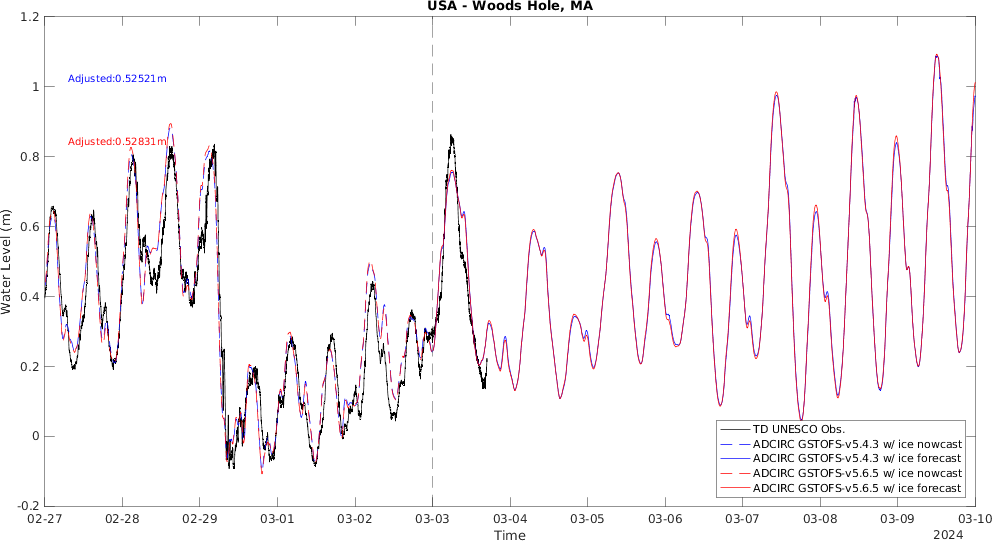 USA - Woods Hole, MA
Water Level (m)
1.2
1
0.8
0.6
0.4
0.2
0
-0.2
Adjusted:0.52521m
Adjusted:0.52831m
TD UNESCO Obs.
ADCIRC GSTOFS-v5.4.3 w/ ice nowcast
ADCIRC GSTOFS-v5.4.3 w/ ice forecast
ADCIRC GSTOFS-v5.6.5 w/ ice nowcast
ADCIRC GSTOFS-v5.6.5 w/ ice forecast
02-27 02-28 02-29 03-01 03-02 03-03 03-04 03-05 03-06 03-07 03-08 03-09 03-10
Time
2024